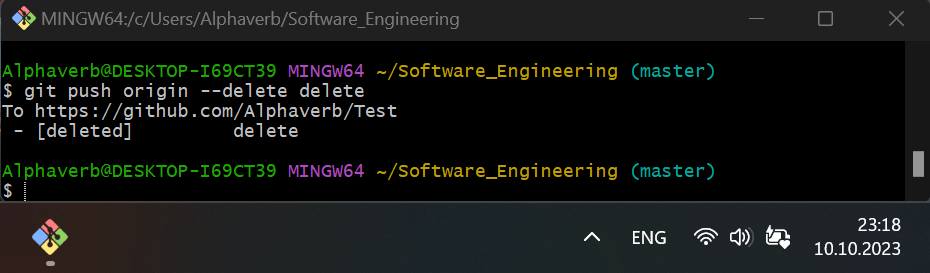 MINGW64:/c/Users/Alphaverb/Software_Engineering
Alphaverb@DESKTOP-I69CT39 MINGW64 ~/Software_Engineering (master)
$ git push origin --delete delete
To https://github.com/Alphaverb/Test
 - [deleted]         delete
Alphaverb@DESKTOP-I69CT39 MINGW64 ~/Software_Engineering (master)
$
ENG
23:18
10.10.2023